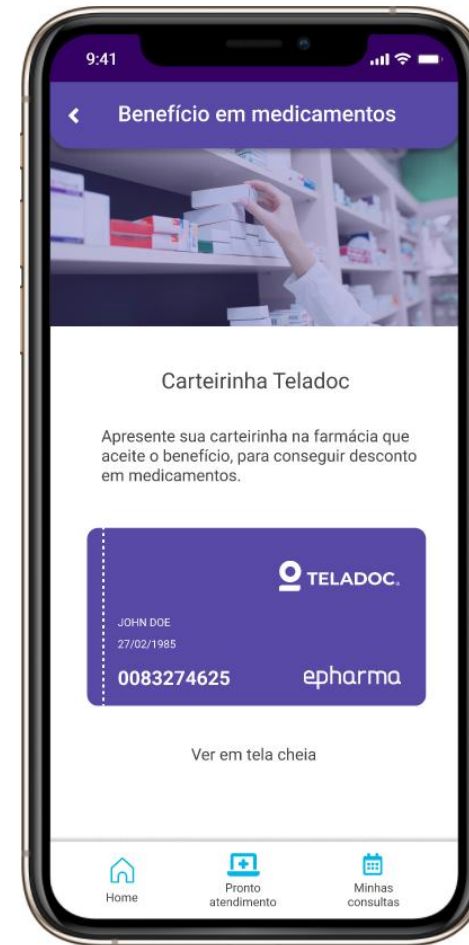 9:41
Benefício em medicamentos
Carteirinha Teladoc
Apresente sua carteirinha na farmácia que
aceite o benefício, para conseguir desconto
em medicamentos.
TELADOC.
JOHN DOE
27/02/1985
0083274625
epharma
Ver em tela cheia
Home
Pronto
atendimento
Minhas
consultas